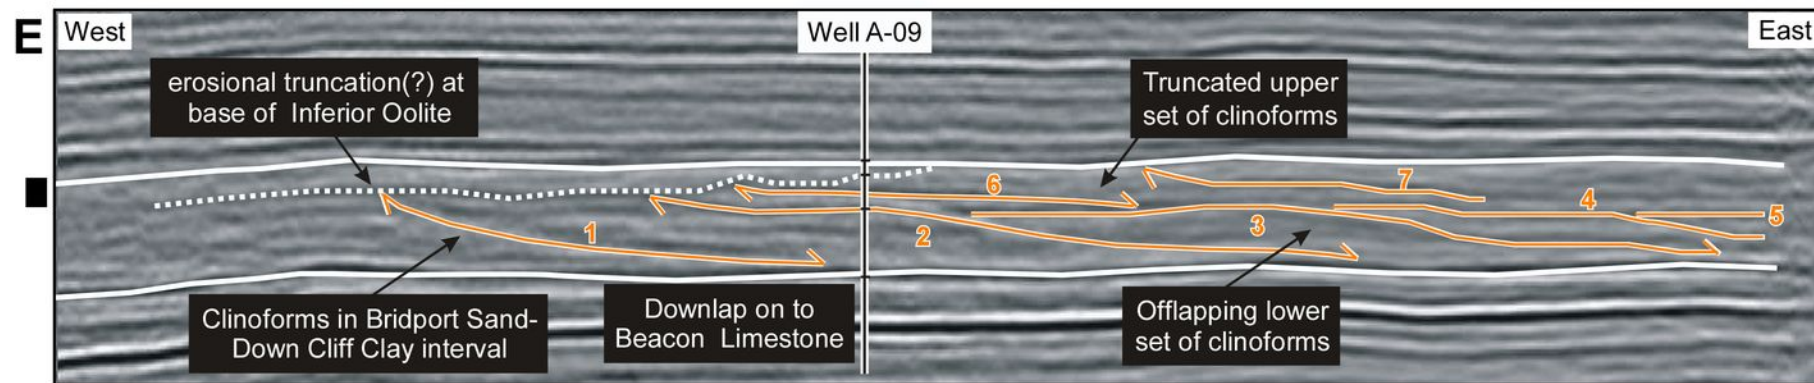 E
West
Well A-09
East
erosional truncation(?) at
base of Inferior Oolite
Truncated upper
set of clinoforms
1
2
3
4
5
6
7
Clinoforms in Bridport Sand-
Down Cliff Clay interval
Downlap on to
Beacon Limestone
Offlapping lower
set of clinoforms